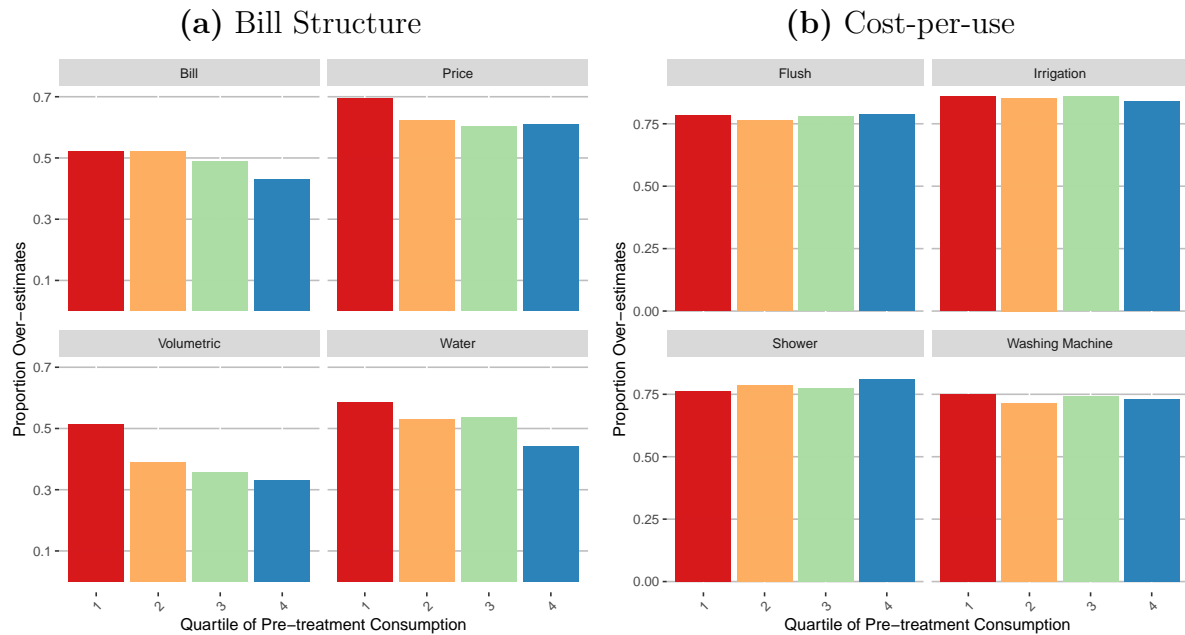 (a) Bill Structure
Bill
Price
0.7
0.5
0.3
0.1
Volumetric
Water
0.7
0.5
0.3
0.1
Proportion Over−estimates
1
2
3
4
1
2
3
4
Quartile of Pre−treatment Consumption
(b) Cost-per-use
Flush
Irrigation
0.75
0.50
0.25
0.00
Shower
Washing Machine
0.75
0.50
0.25
0.00
Proportion Over−estimates
1
2
3
4
1
2
3
4
Quartile of Pre−treatment Consumption